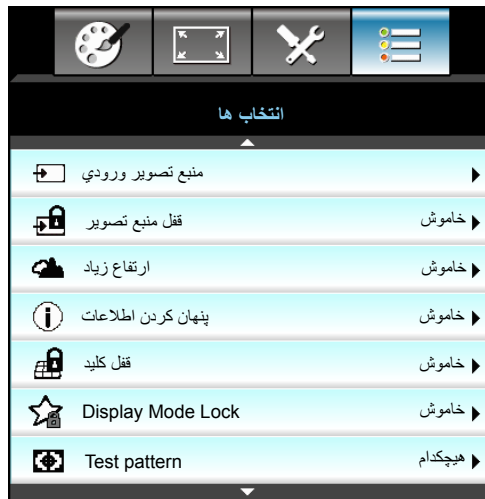 انتخاب ها
منبع تصویر ورودي
قفل منبع تصویر خاموش
ارتفاع زیاد خاموش
پنهان کردن اطلاعات خاموش
قفل کلید خاموش
Display Mode Lock خاموش
Test pattern هیچکدام